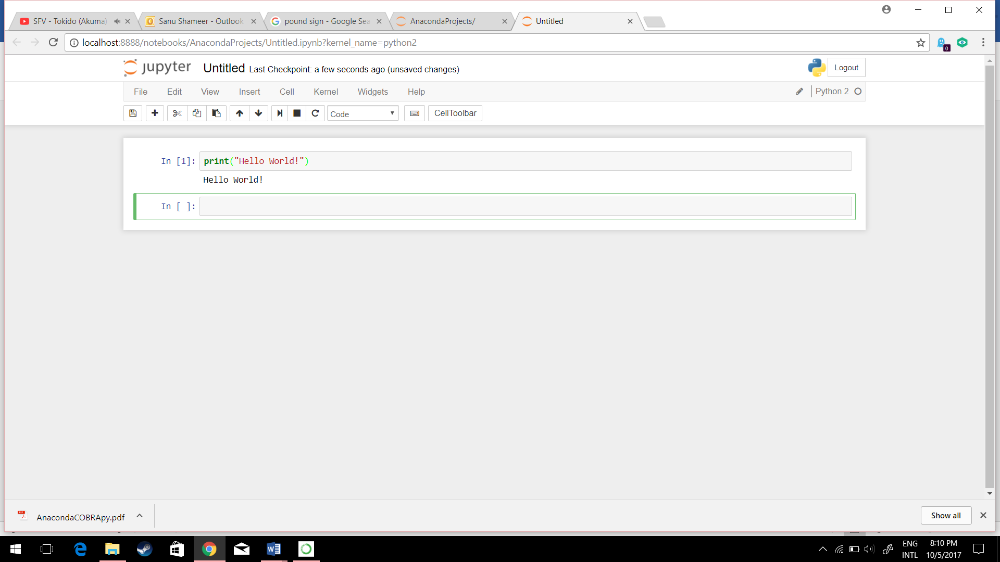 SFV - Tokido (Akuma)
Sanu Shameer - Outlook
pound sign - Google Sea
AnacondaProjects/
Untitled
localhost:8888/notebooks/AnacondaProjects/Untitled.ipynb?kernel_name=python2
0
jupyter Untitled Last Checkpoint: a few seconds ago (unsaved changes)
Logout
File Edit View Insert Cell Kernel Widgets Help
Python 2
Code
CellToolbar
In [1]: print("Hello World!")
Hello World!
In [ ]:
AnacondaCOBRApy.pdf
Show all
ENG
INTL
8:10 PM
10/5/2017